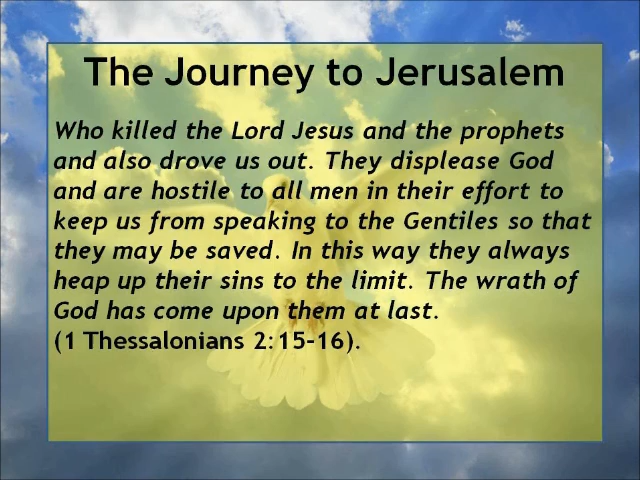 The Journey to Jerusalem
Who killed the Lord Jesus and the prophets
and also drove us out. They displease God
and are hostile to all men in their effort to
keep us from speaking to the Gentiles so that
they may be saved. In this way they always
heap up their sins to the limit. The wrath of
God has come upon them at last.
(1 Thessalonians 2:15-16).